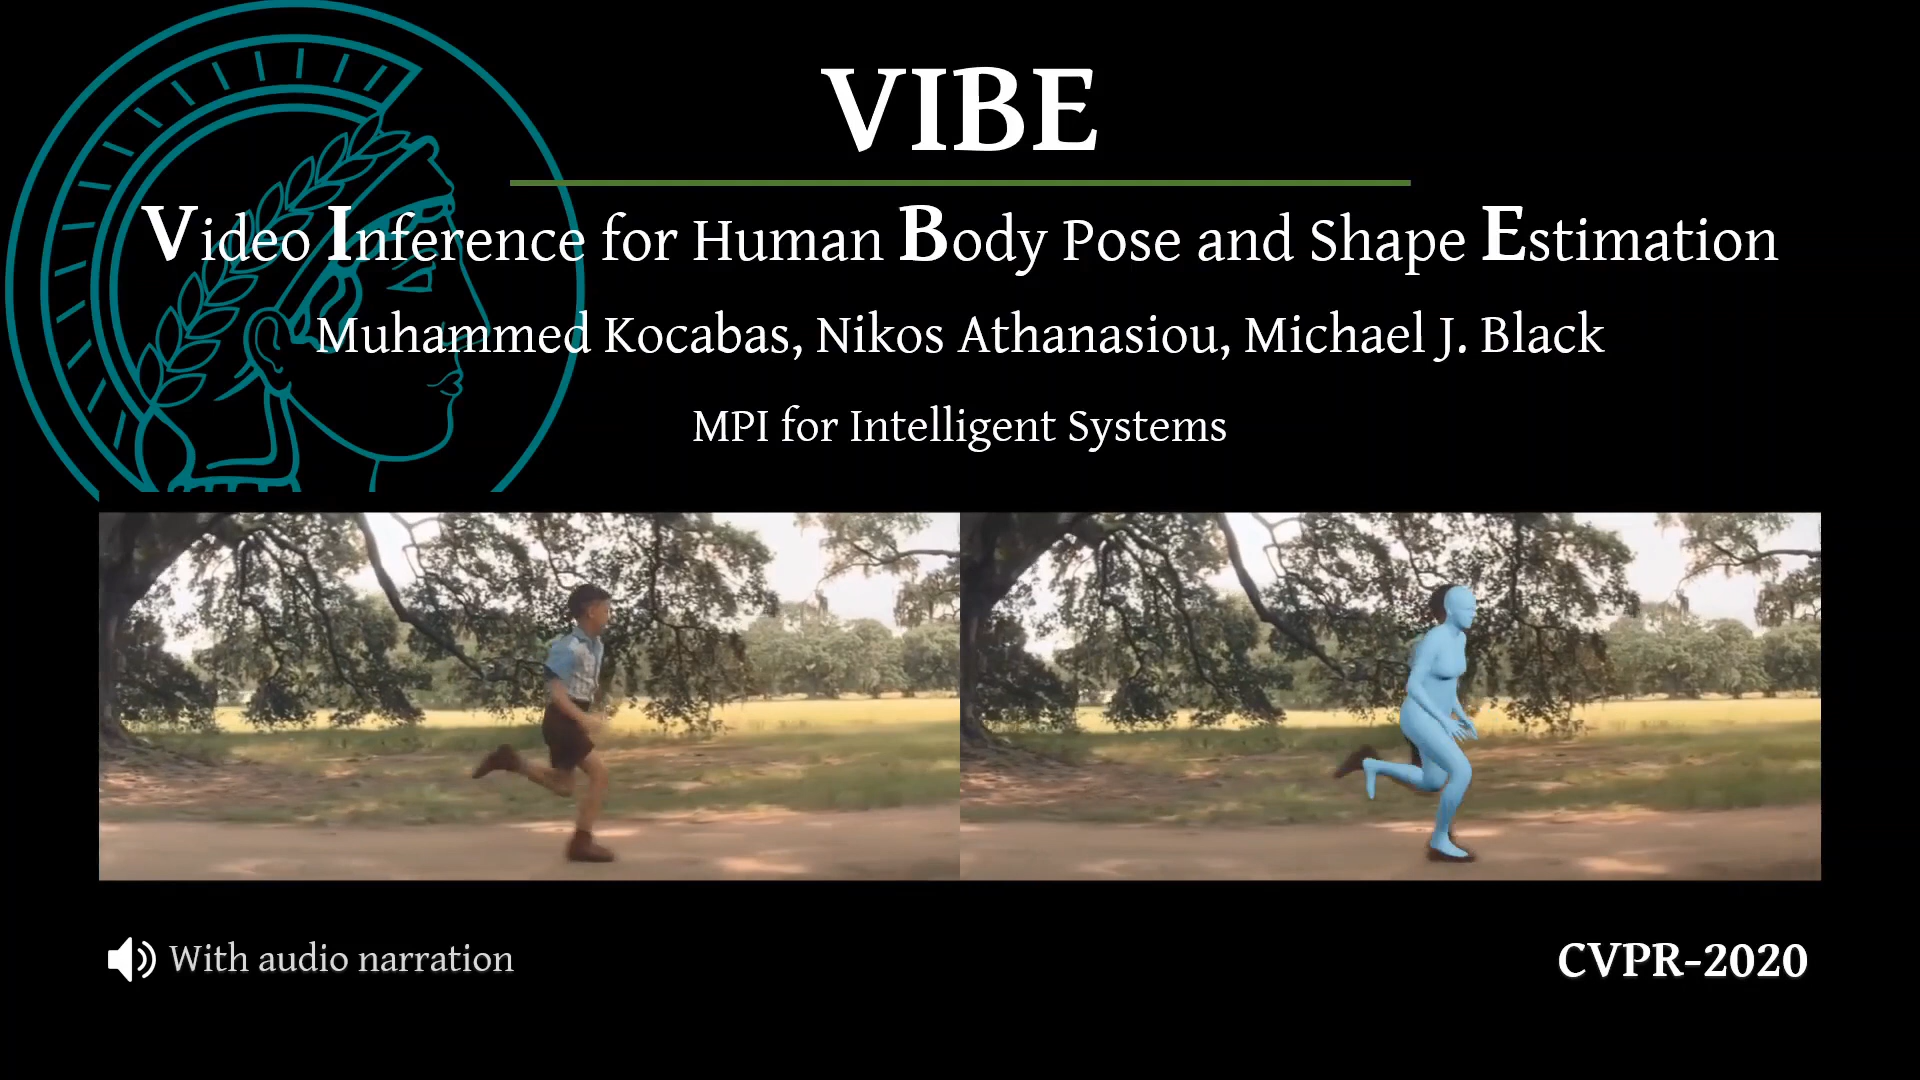 VIBE
Video Inference for Human Body Pose and Shape Estimation
Muhammed Kocabas, Nikos Athanasiou, Michael J. Black
MPI for Intelligent Systems
With audio narration
CVPR-2020